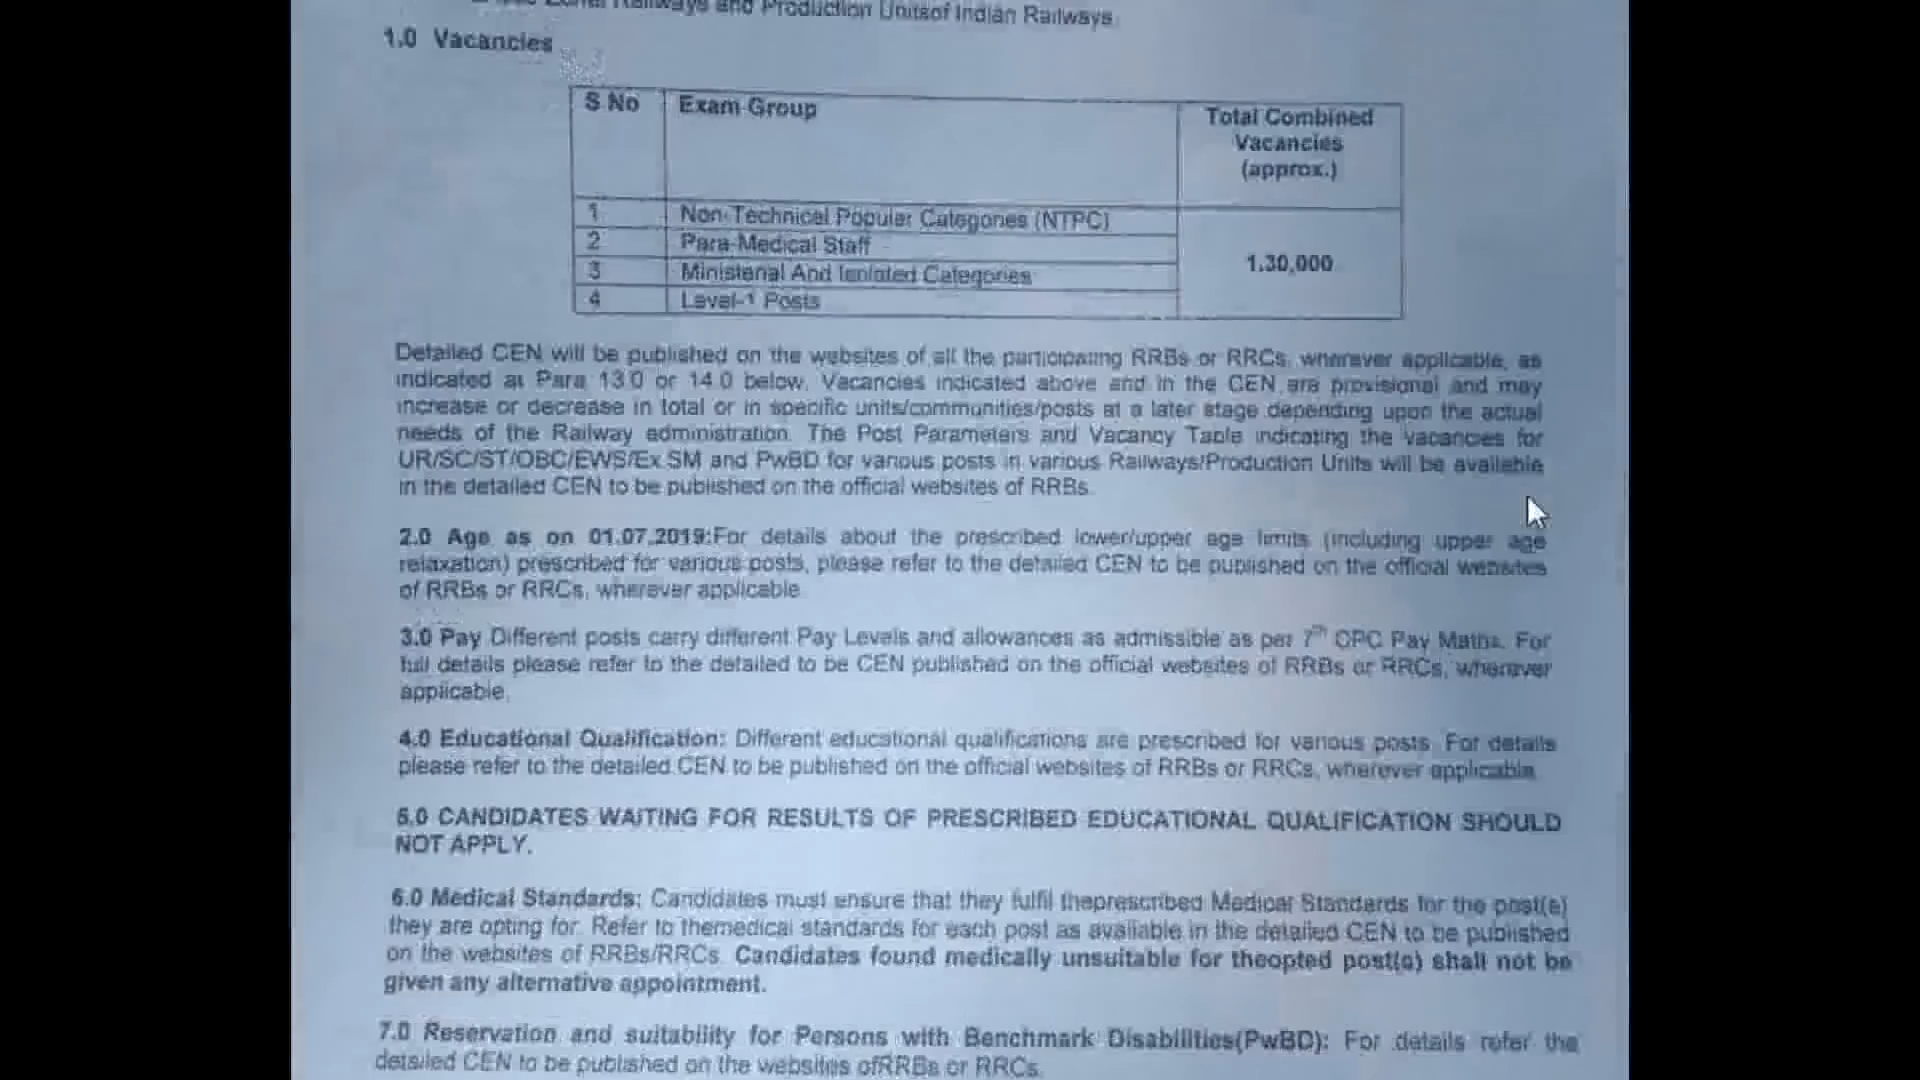 Railways and Production Unitsof Indian Railways.
1.0 Vacancies
S No Exam Group Total Combined Vacancies (approx.)
1 Non-Technical Popular Categories (NTPC) 1,30,000
2 Para-Medical Staff
3 Ministerial And Isolated Categories
4 Level-1 Posts
Detailed CEN will be published on the websites of all the participating RRBs or RRCs, wherever applicable, as
indicated at Para 13.0 or 14.0 below. Vacancies indicated above and in the CEN are provisional and may
increase or decrease in total or in specific units/communities/posts at a later stage depending upon the actual
needs of the Railway administration. The Post Parameters and Vacancy Table indicating the vacancies for
UR/SC/ST/OBC/EWS/Ex SM and PwBD for various posts in various Railways/Production Units will be available
in the detailed CEN to be published on the official websites of RRBs.
2.0 Age as on 01.07.2019:For details about the prescribed lower/upper age limits (including upper age
relaxation) prescribed for various posts, please refer to the detailed CEN to be published on the official websites
of RRBs or RRCs, wherever applicable.
3.0 Pay Different posts carry different Pay Levels and allowances as admissible as per 7th CPC Pay For
full details please refer to the detailed to be CEN published on the official websites of RRBs or RRCs, wherever
applicable.
4.0 Educational Qualification: Different educational qualifications are prescribed for various posts. For details
please refer to the detailed CEN to be published on the official websites of RRBs or RRCs, wherever applicable.
5.0 CANDIDATES WAITING FOR RESULTS OF PRESCRIBED EDUCATIONAL QUALIFICATION SHOULD
NOT APPLY.
6.0 Medical Standards: Candidates must ensure that they fulfil theprescribed Medical Standards for the post(s)
they are opting for. Refer to themedical standards for each post as available in the detailed CEN to be published
on the websites of RRBs/RRCs. Candidates found medically unsuitable for theopted post(s) shall not be
given any alternative appointment.
7.0 Reservation and suitability for Persons with Benchmark Disabilities(PwBD): For details refer the
detailed CEN to be published on the websites ofRRBs or RRCs.